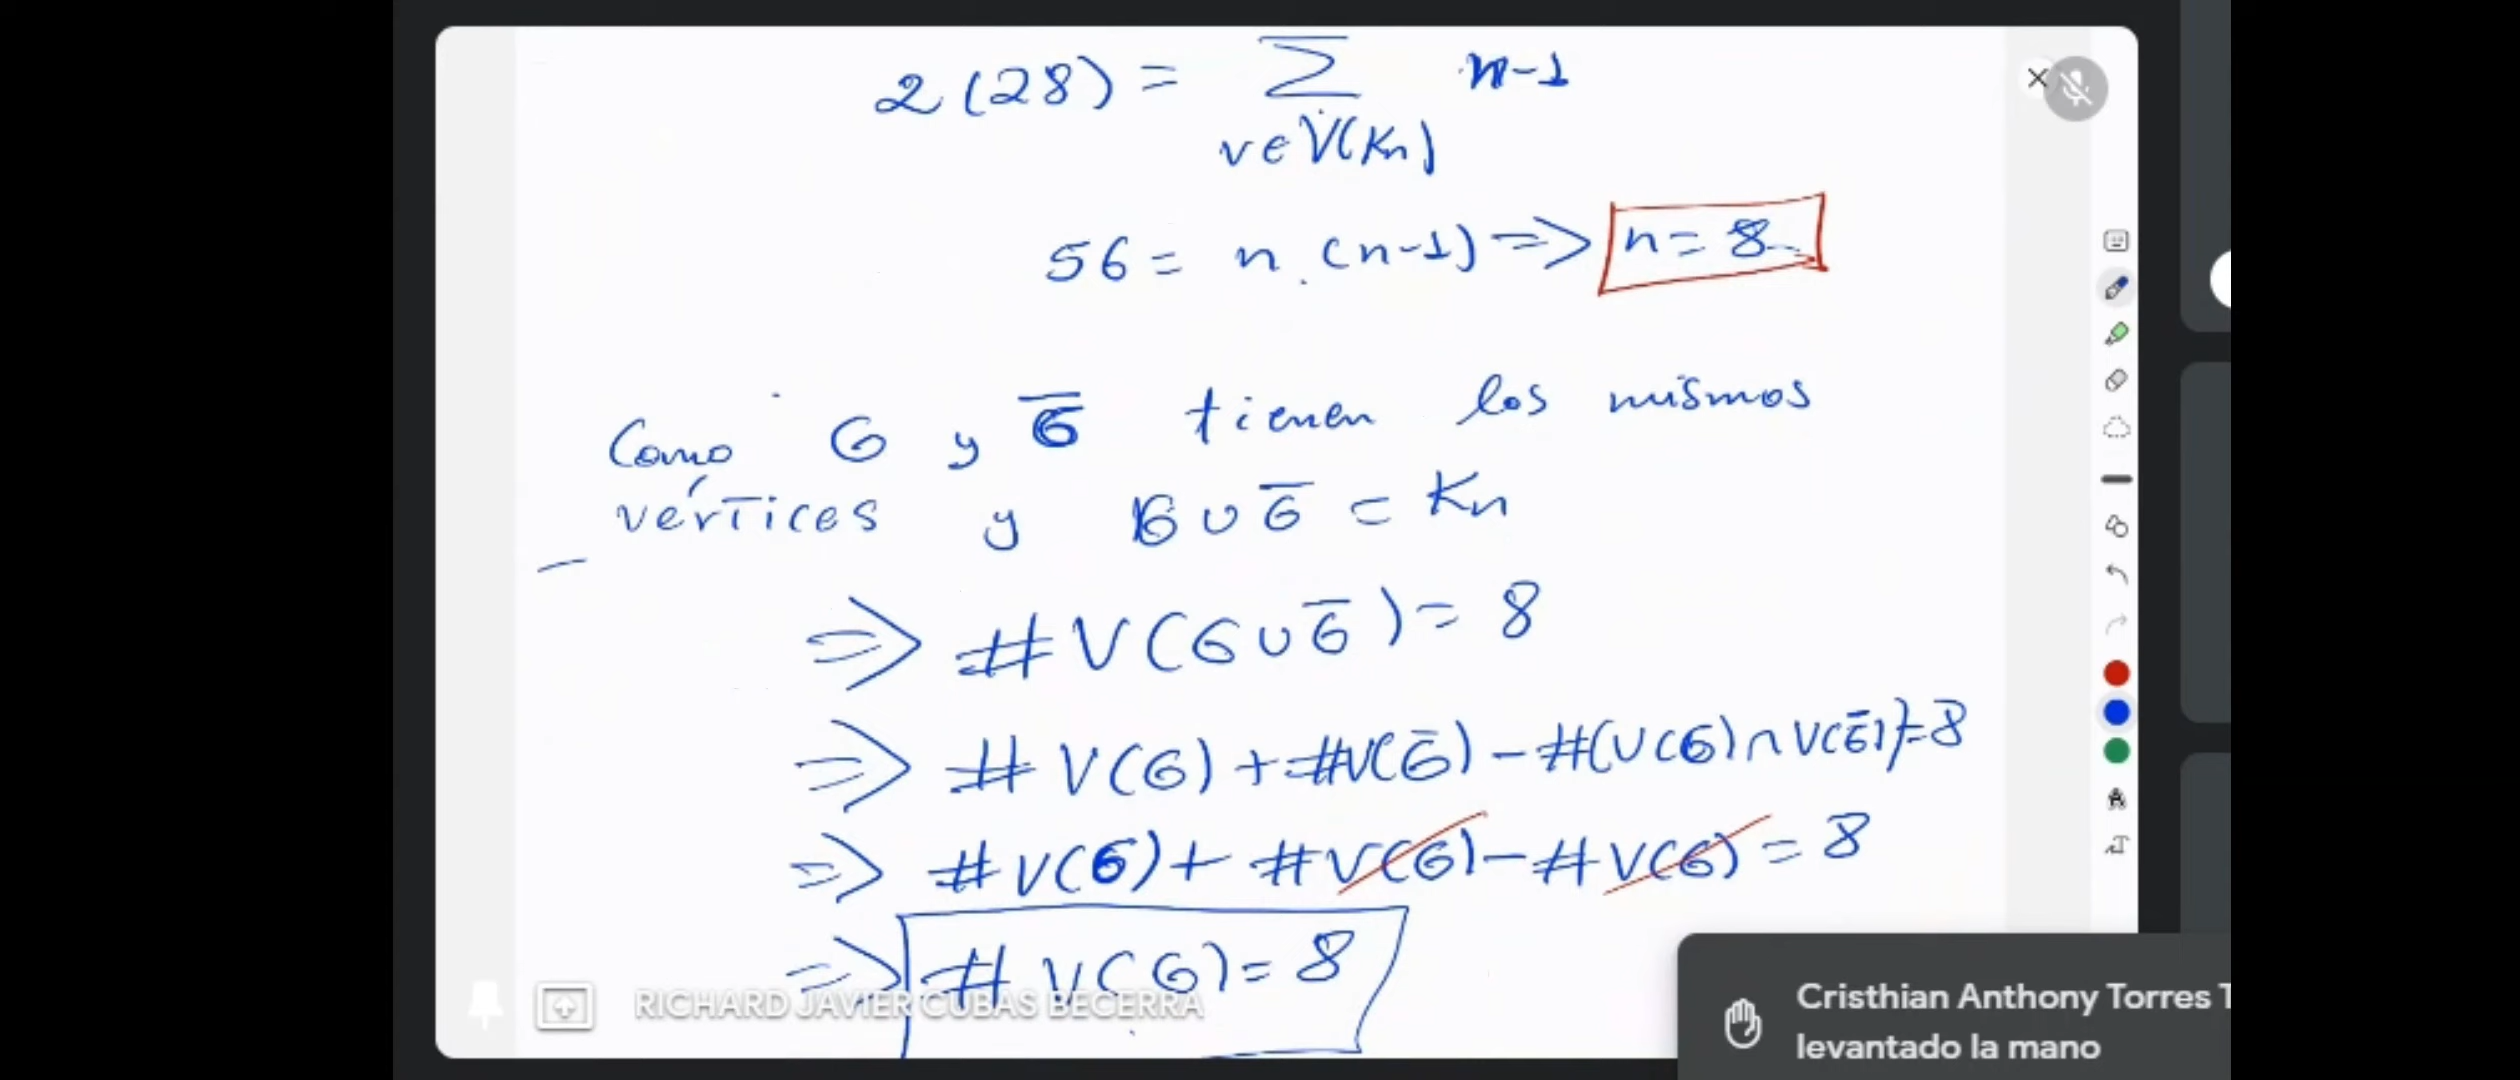 2(28) = Σ n-1
v∈V(Kn)
56 = n.(n-1) => n = 8
Como G y G̅ tienen los mismos
vértices y G∪G̅ = Kn
=> #V(G∪G̅) = 8
=> #V(G) + #V(G̅) - #(V(G)∩V(G̅)) = 8
=> #V(G) + #V(G) - #V(G) = 8
=> #V(G) = 8
RICHARD JAVIER CUBAS BECERRA
Cristhian Anthony Torres T
levantado la mano